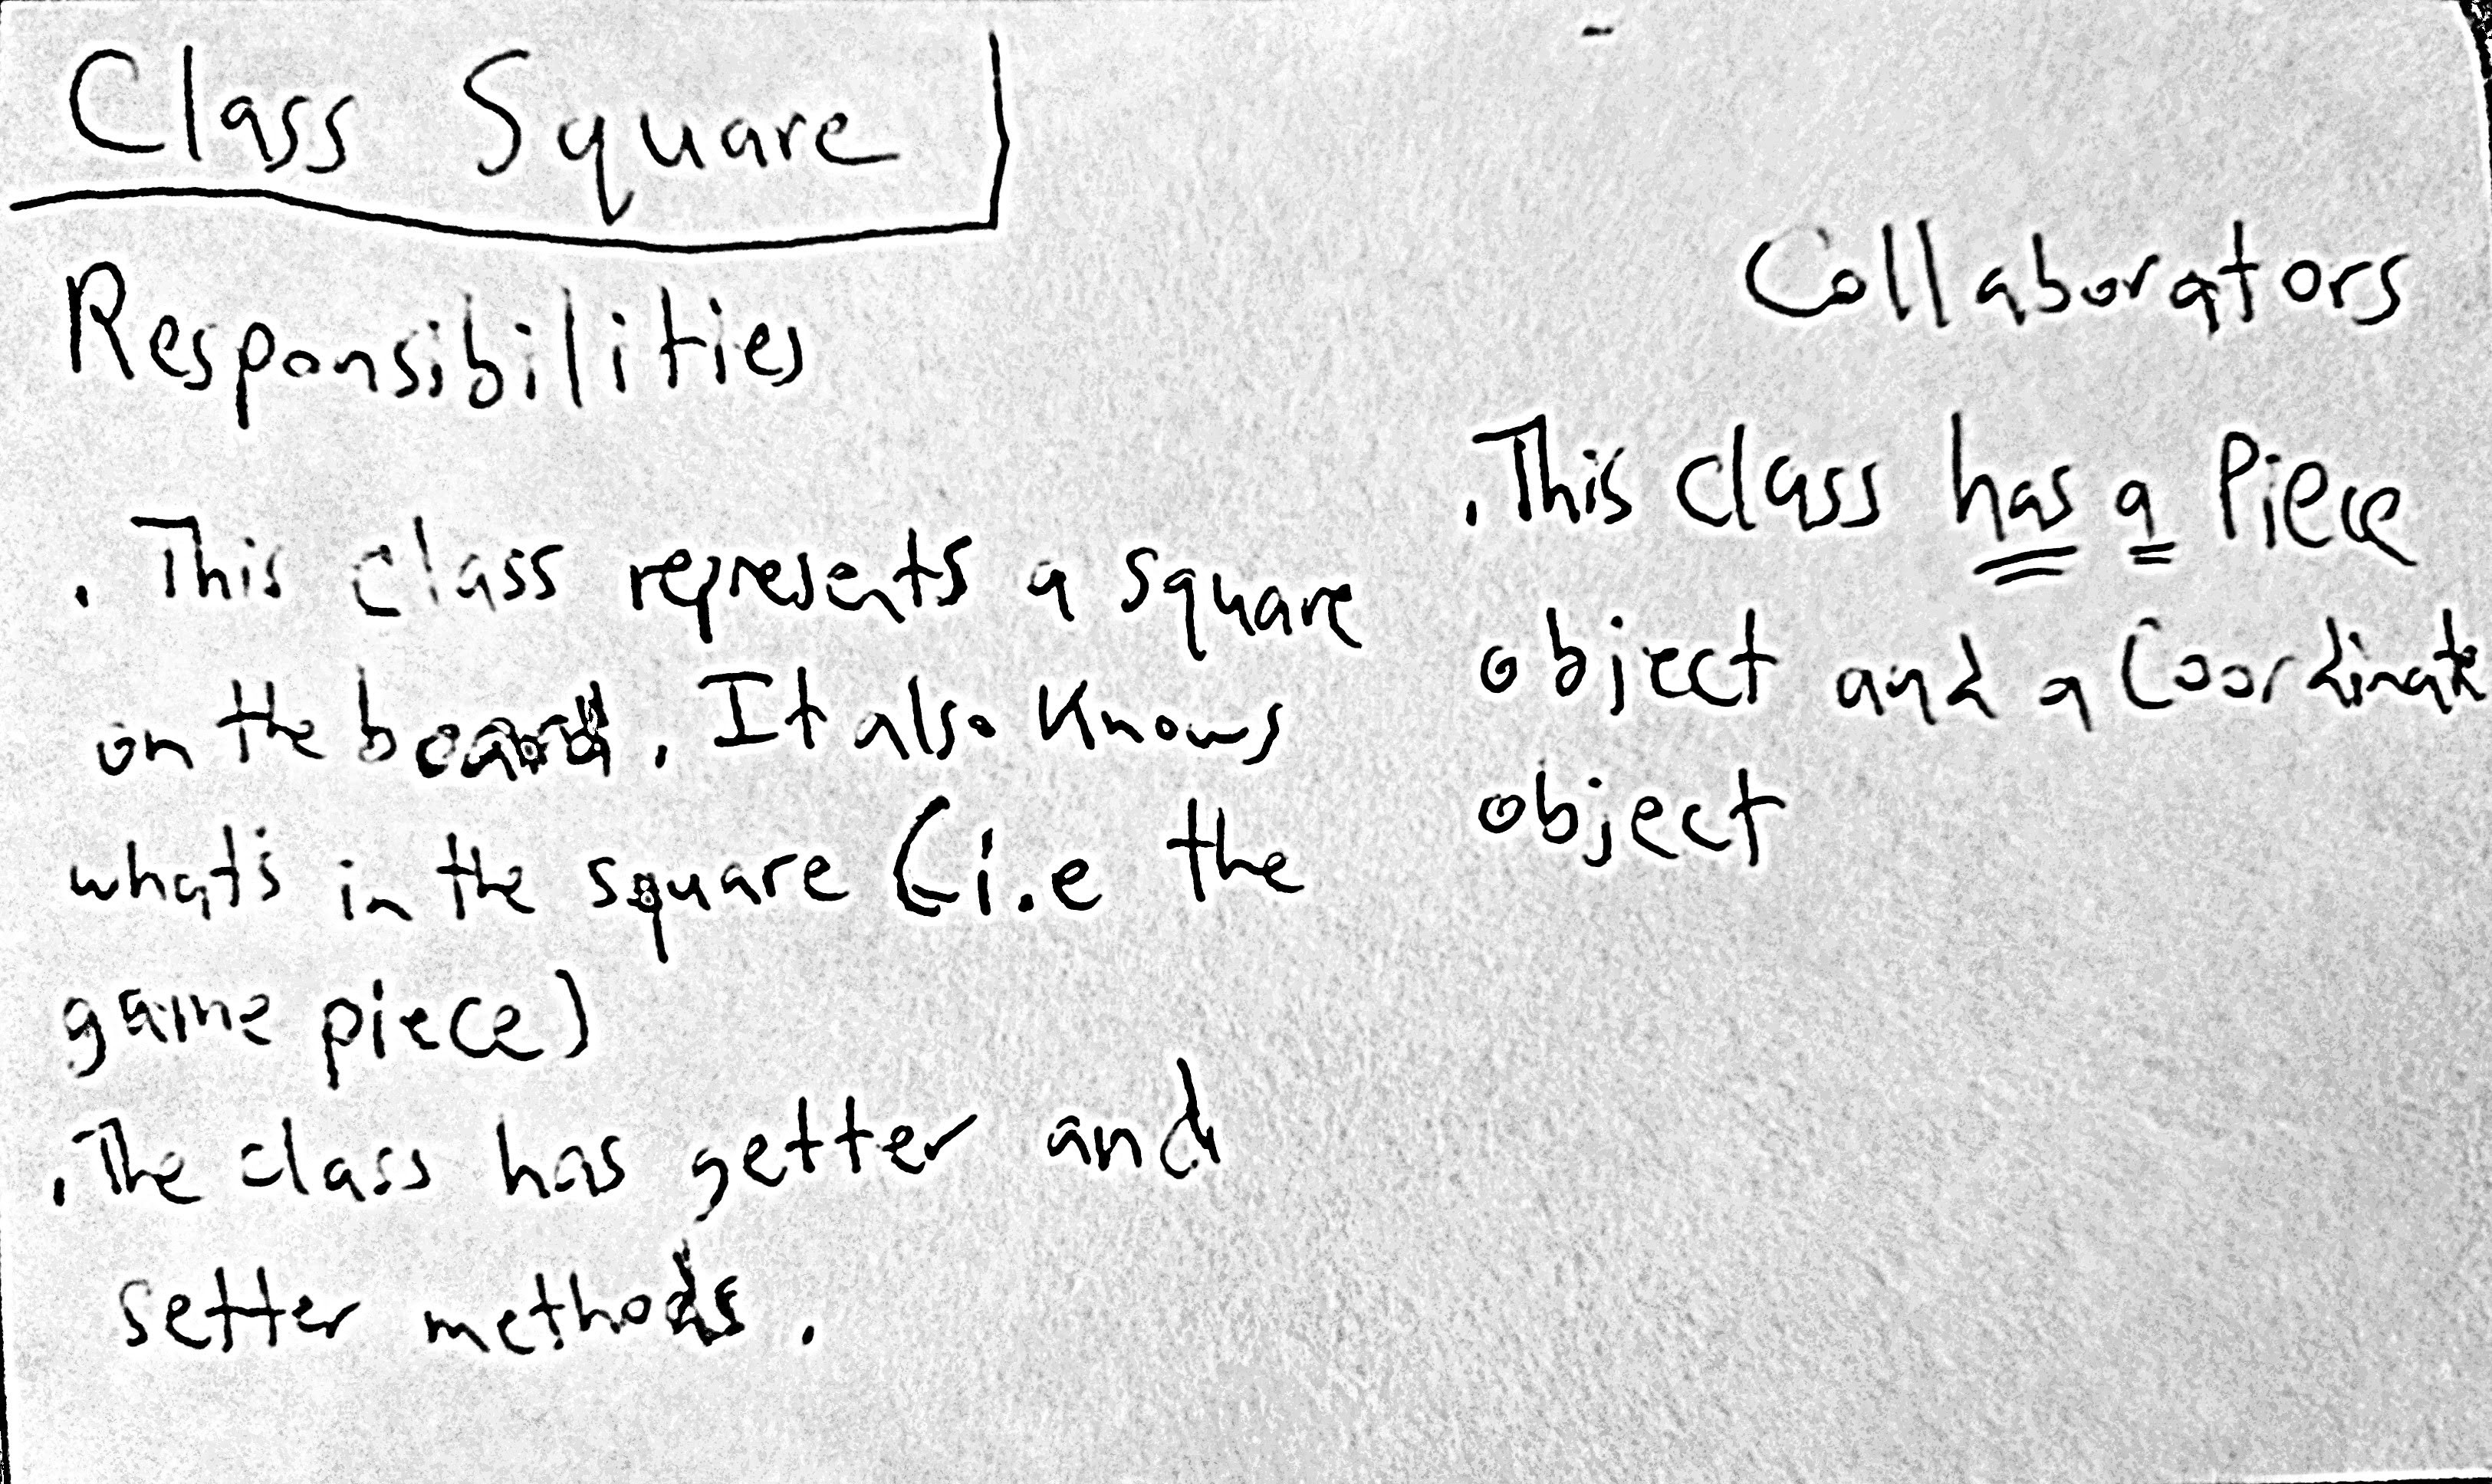 Class Square
Responsibilities
. This class represents a square
on the board. It also knows
what's in the square (i.e the
game piece)
. The class has getter and
setter methods.
Collaborators
. This class has a Piece
object and a Coordinate
object